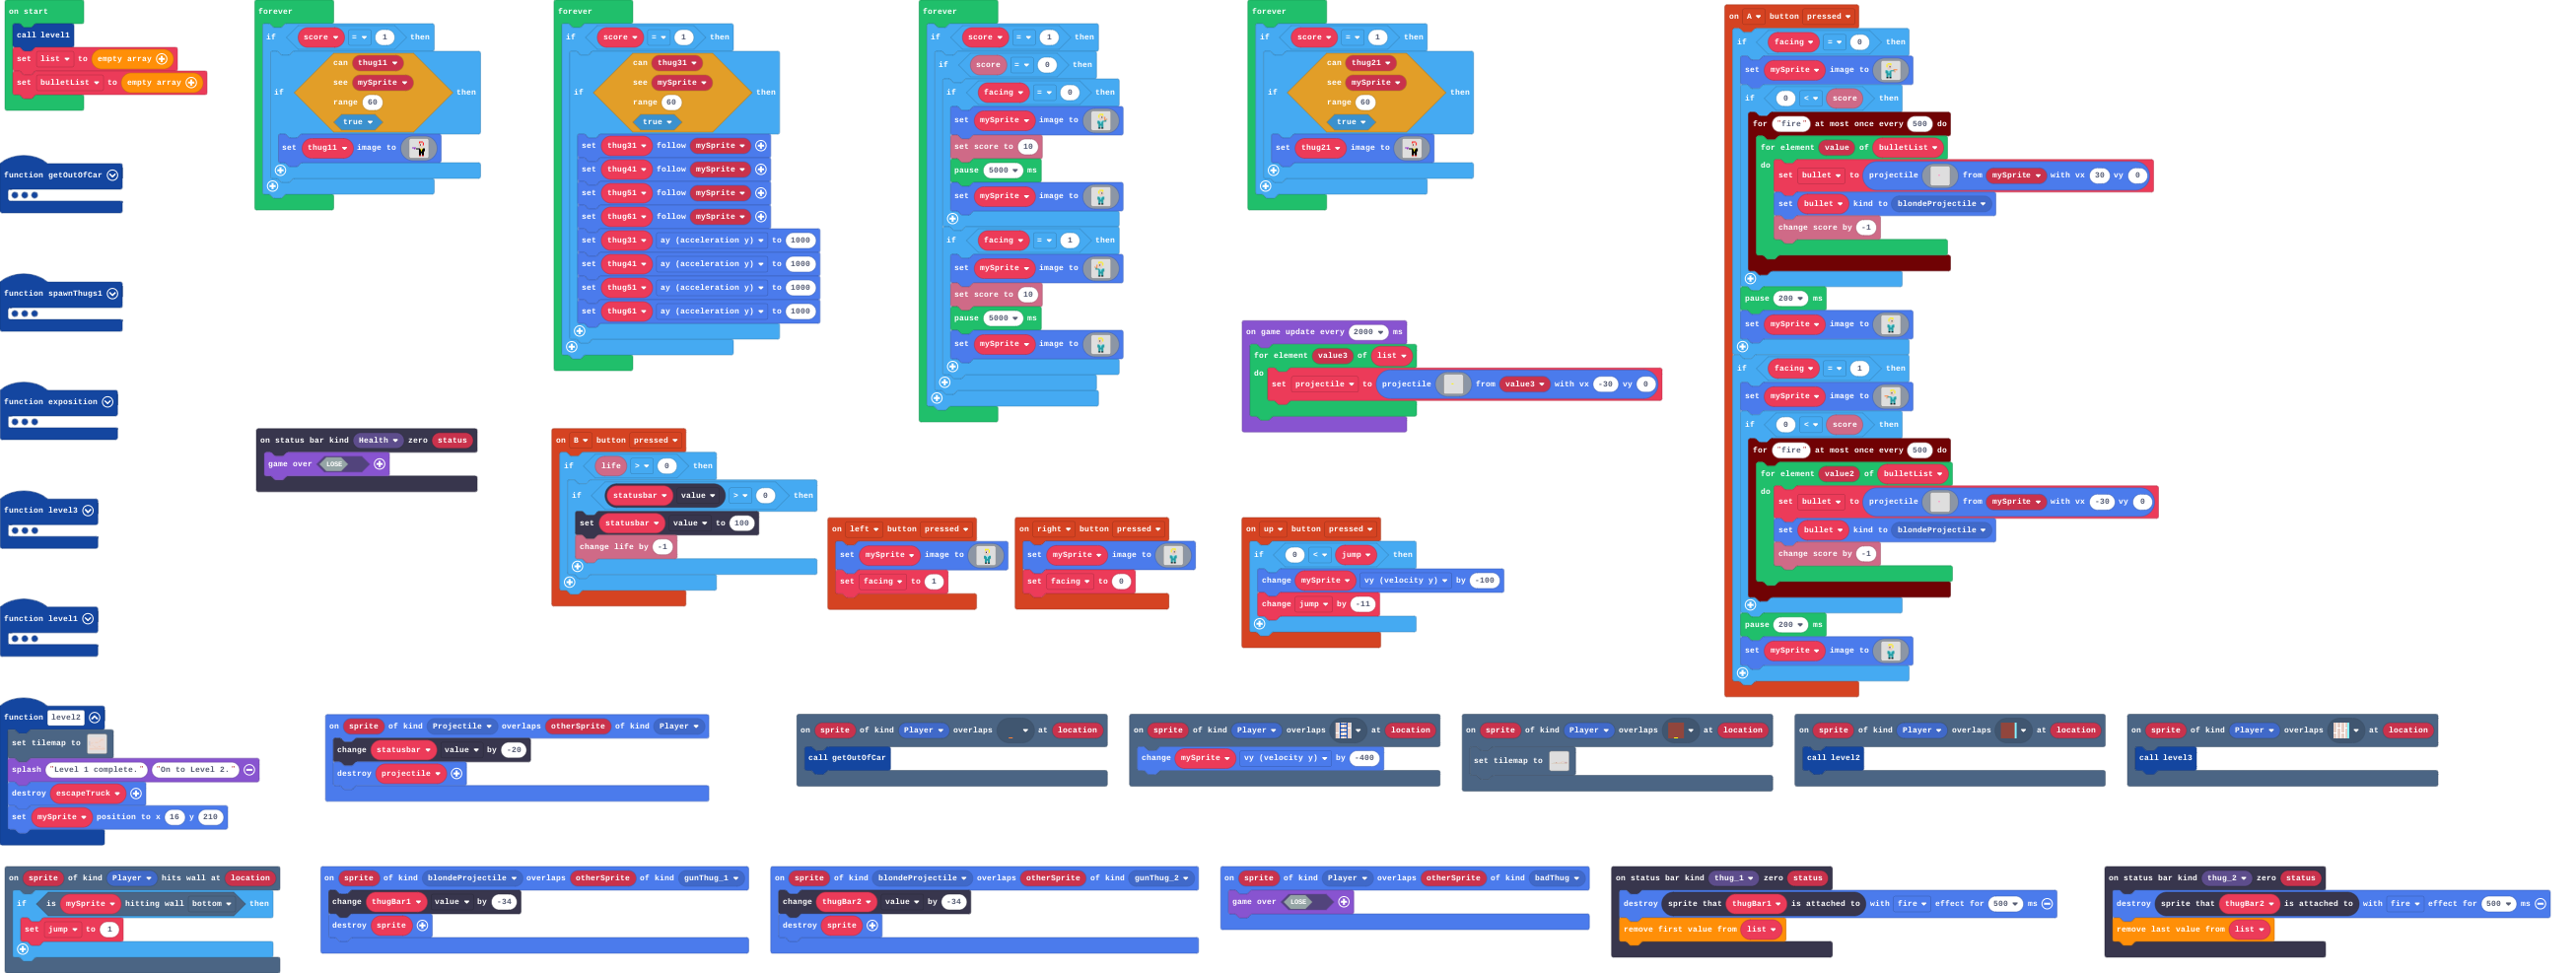 on start
call level1
set list to empty array
set bulletList to empty array
function getOutOfCar
function spawnThugs1
function exposition
function level3
function level1
function level2
set tilemap to
splash "Level 1 complete." "On to Level 2."
destroy escapeTruck
set mySprite position to x 16 y 210
forever
if score = 1 then
if can thug11
see mySprite
range 60
true
then
set thug11 image to
forever
if score = 1 then
if can thug31
see mySprite
range 60
true
then
set thug31 follow mySprite
set thug41 follow mySprite
set thug51 follow mySprite
set thug61 follow mySprite
set thug31 ay (acceleration y) to 1000
set thug41 ay (acceleration y) to 1000
set thug51 ay (acceleration y) to 1000
set thug61 ay (acceleration y) to 1000
forever
if score = 1 then
if score = 0 then
if facing = 0 then
set mySprite image to
set score to 10
pause 5000 ms
set mySprite image to
if facing = 1 then
set mySprite image to
set score to 10
pause 5000 ms
set mySprite image to
forever
if score = 1 then
if can thug21
see mySprite
range 60
true
then
set thug21 image to
on game update every 2000 ms
for element value3 of list
do
set projectile to projectile from value3 with vx -30 vy 0
on A button pressed
if facing = 0 then
set mySprite image to
if 0 < score then
for "fire" at most once every 500 do
for element value of bulletList
do
set bullet to projectile from mySprite with vx 30 vy 0
set bullet kind to blondeProjectile
change score by -1
pause 200 ms
set mySprite image to
if facing = 1 then
set mySprite image to
if 0 < score then
for "fire" at most once every 500 do
for element value2 of bulletList
do
set bullet to projectile from mySprite with vx -30 vy 0
set bullet kind to blondeProjectile
change score by -1
pause 200 ms
set mySprite image to
on status bar kind Health zero status
game over LOSE
on B button pressed
if life > 0 then
if statusbar value > 0 then
set statusbar value to 100
change life by -1
on left button pressed
set mySprite image to
set facing to 1
on right button pressed
set mySprite image to
set facing to 0
on up button pressed
if 0 < jump then
change mySprite vy (velocity y) by -100
change jump by -11
on sprite of kind Projectile overlaps otherSprite of kind Player
change statusbar value by -20
destroy projectile
on sprite of kind Player overlaps at location
call getOutOfCar
on sprite of kind Player overlaps at location
change mySprite vy (velocity y) by -400
on sprite of kind Player overlaps at location
set tilemap to
on sprite of kind Player overlaps at location
call level2
on sprite of kind Player overlaps at location
call level3
on sprite of kind Player hits wall at location
if is mySprite hitting wall bottom then
set jump to 1
on sprite of kind blondeProjectile overlaps otherSprite of kind gunThug_1
change thugBar1 value by -34
destroy sprite
on sprite of kind blondeProjectile overlaps otherSprite of kind gunThug_2
change thugBar2 value by -34
destroy sprite
on sprite of kind Player overlaps otherSprite of kind badThug
game over LOSE
on status bar kind thug_1 zero status
destroy sprite that thugBar1 is attached to with fire effect for 500 ms
remove first value from list
on status bar kind thug_2 zero status
destroy sprite that thugBar2 is attached to with fire effect for 500 ms
remove last value from list